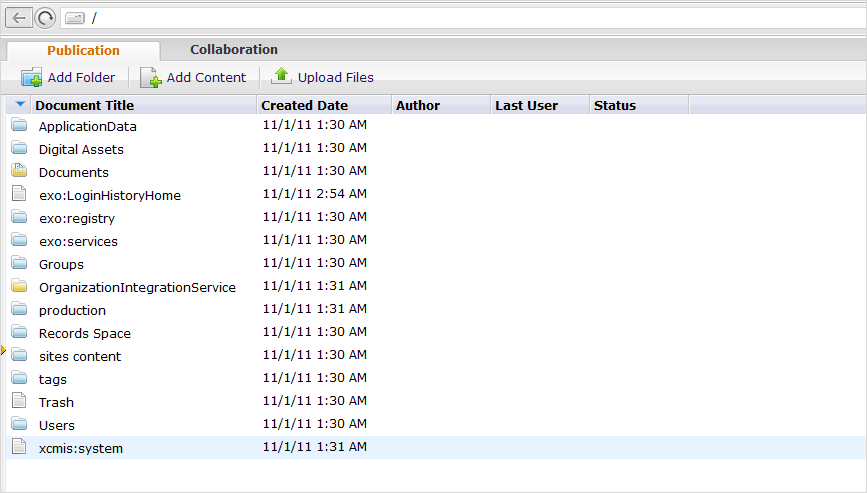 /
Publication Collaboration
Add Folder Add Content Upload Files
Document Title Created Date Author Last User Status
ApplicationData 11/1/11 1:30 AM
Digital Assets 11/1/11 1:30 AM
Documents 11/1/11 1:30 AM
exo:LoginHistoryHome 11/1/11 2:54 AM
exo:registry 11/1/11 1:30 AM
exo:services 11/1/11 1:30 AM
Groups 11/1/11 1:30 AM
OrganizationIntegrationService 11/1/11 1:31 AM
production 11/1/11 1:31 AM
Records Space 11/1/11 1:30 AM
sites content 11/1/11 1:30 AM
tags 11/1/11 1:30 AM
Trash 11/1/11 1:30 AM
Users 11/1/11 1:30 AM
xcmis:system 11/1/11 1:31 AM